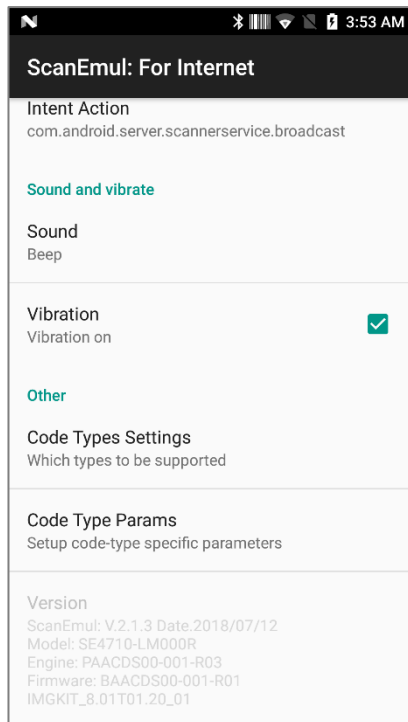 3:53 AM
ScanEmul: For Internet
Intent Action
com.android.server.scannerservice.broadcast
Sound and vibrate
Sound
Beep
Vibration
Vibration on
Other
Code Types Settings
Which types to be supported
Code Type Params
Setup code-type specific parameters
Version
ScanEmul: V.2.1.3 Date.2018/07/12
Model: SE4710-LM000R
Engine: PAACDS00-001-R03
Firmware: BAACDS00-001-R01
IMGKIT_8.01T01.20_01